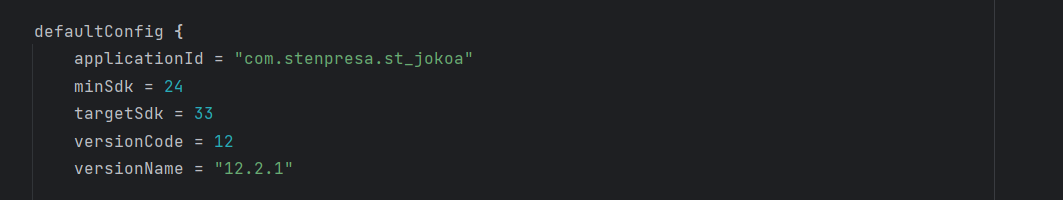 defaultConfig {
applicationId = "com.stenpresa.st_jokoa"
minSdk = 24
targetSdk = 33
versionCode = 12
versionName = "12.2.1"